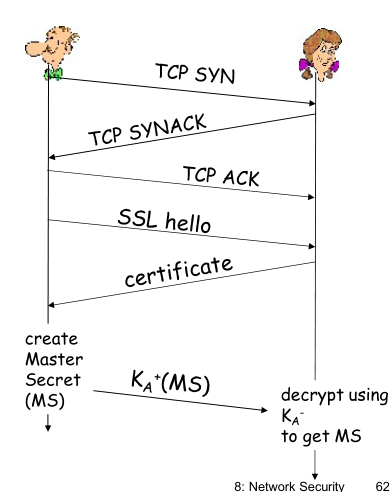 TCP SYN
TCP SYNACK
TCP ACK
SSL hello
certificate
create
Master
Secret
(MS)
K_A^+(MS)
decrypt using
K_A^-
to get MS
8: Network Security 62